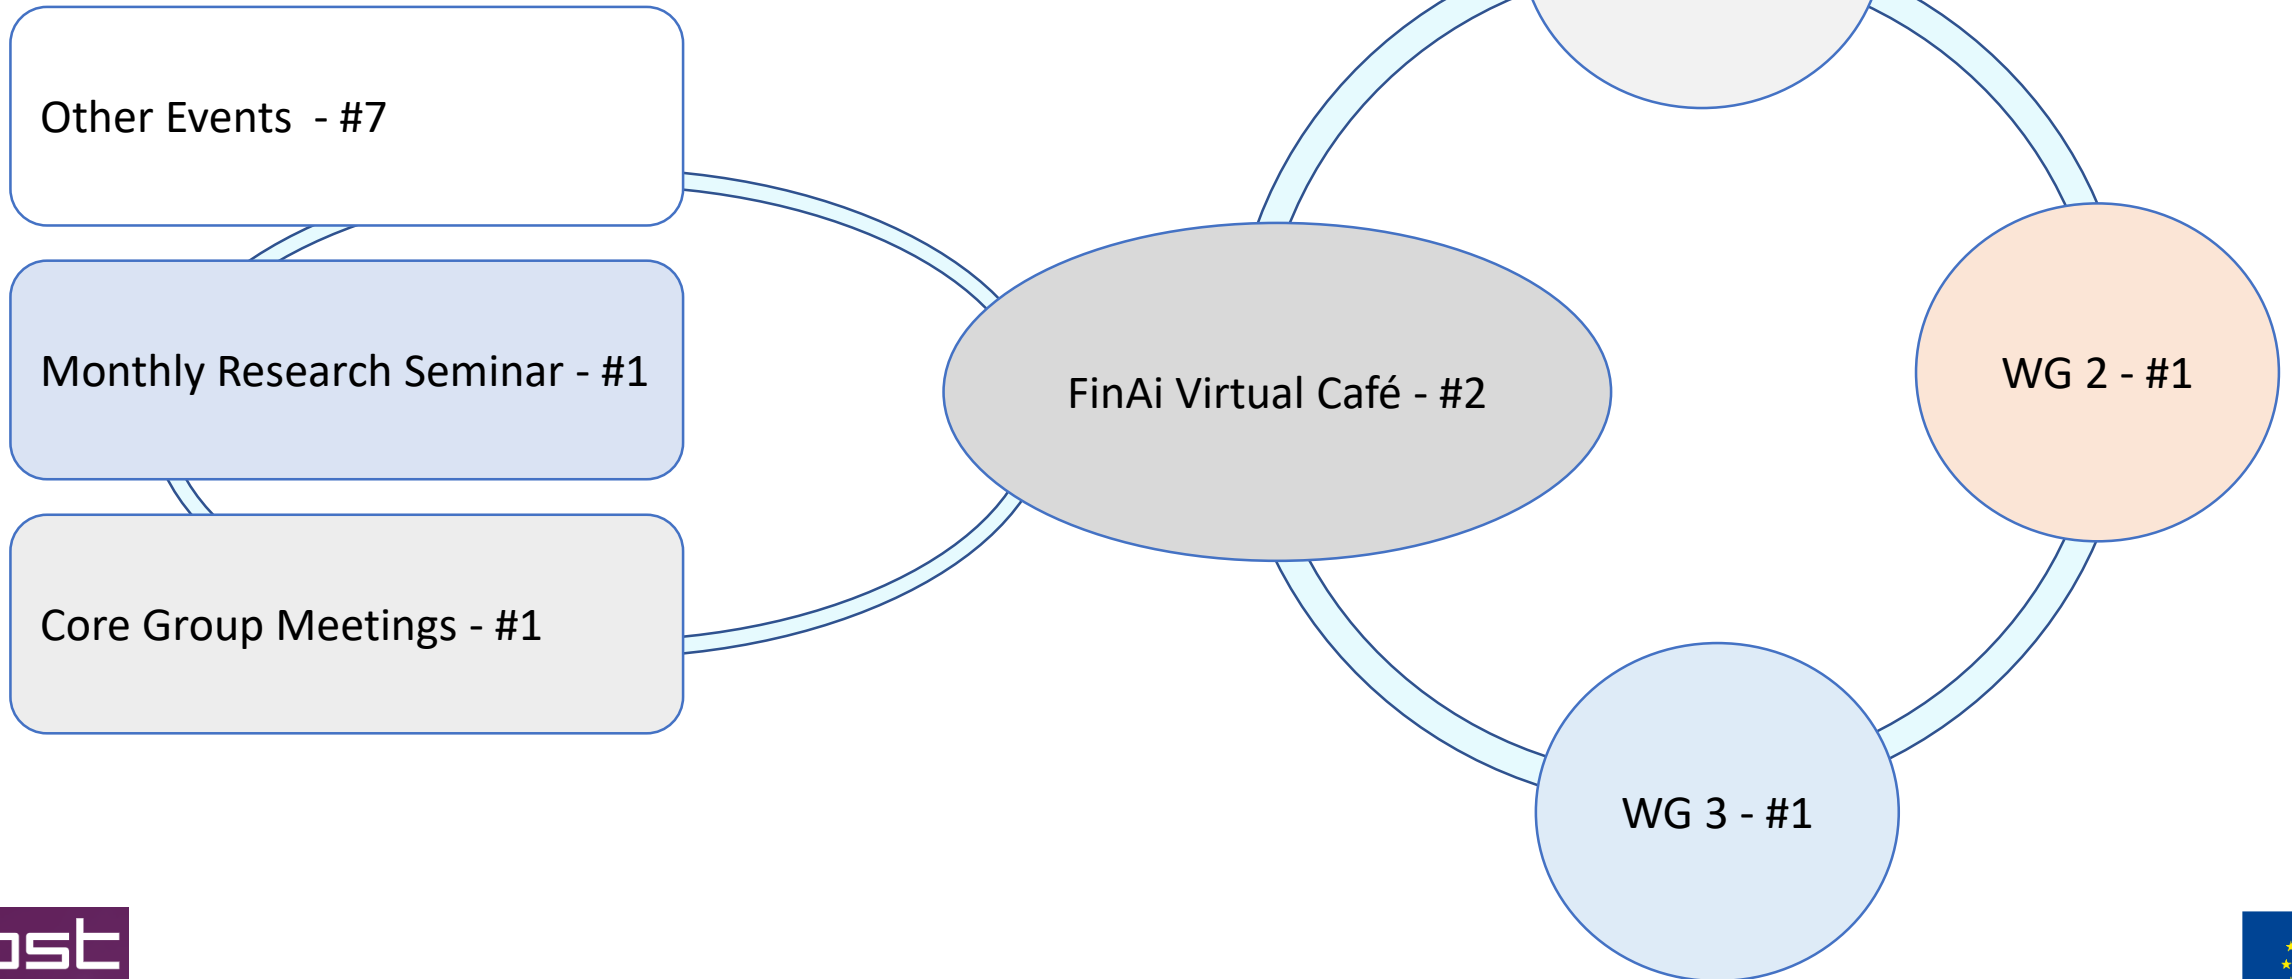 Other Events - #7
Monthly Research Seminar - #1
Core Group Meetings - #1
FinAi Virtual Café - #2
WG 2 - #1
WG 3 - #1
ost